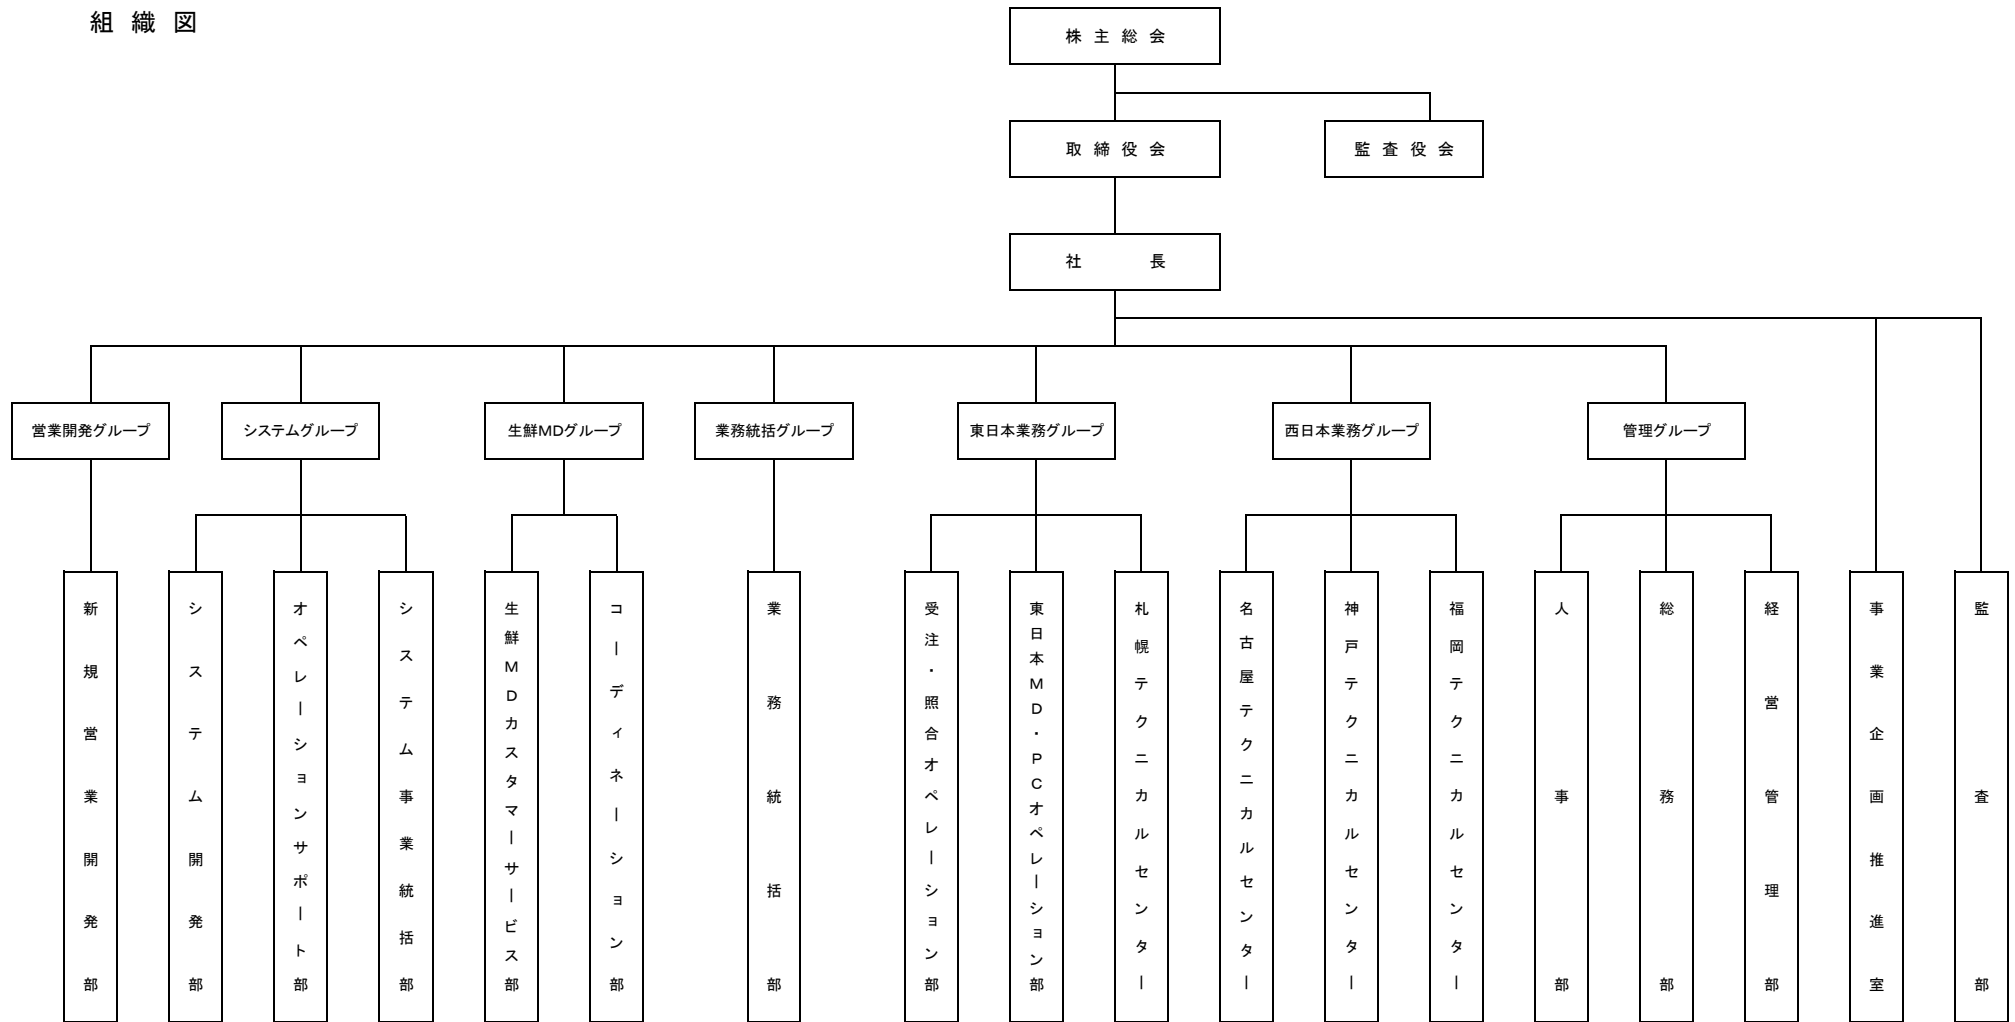 組織図
株主総会
取締役会
監査役会
社長
営業開発グループ
システムグループ
生鮮MDグループ
業務統括グループ
東日本業務グループ
西日本業務グループ
管理グループ
新規営業開発部
システム開発部
オペレーションサポート部
システム事業統括部
生鮮MDカスタマーサービス部
コーディネーション部
業務統括部
受注・照合オペレーション部
東日本MD・PCオペレーション部
札幌テクニカルセンター
名古屋テクニカルセンター
神戸テクニカルセンター
福岡テクニカルセンター
人事部
総務部
経営管理部
事業企画推進室
監査部